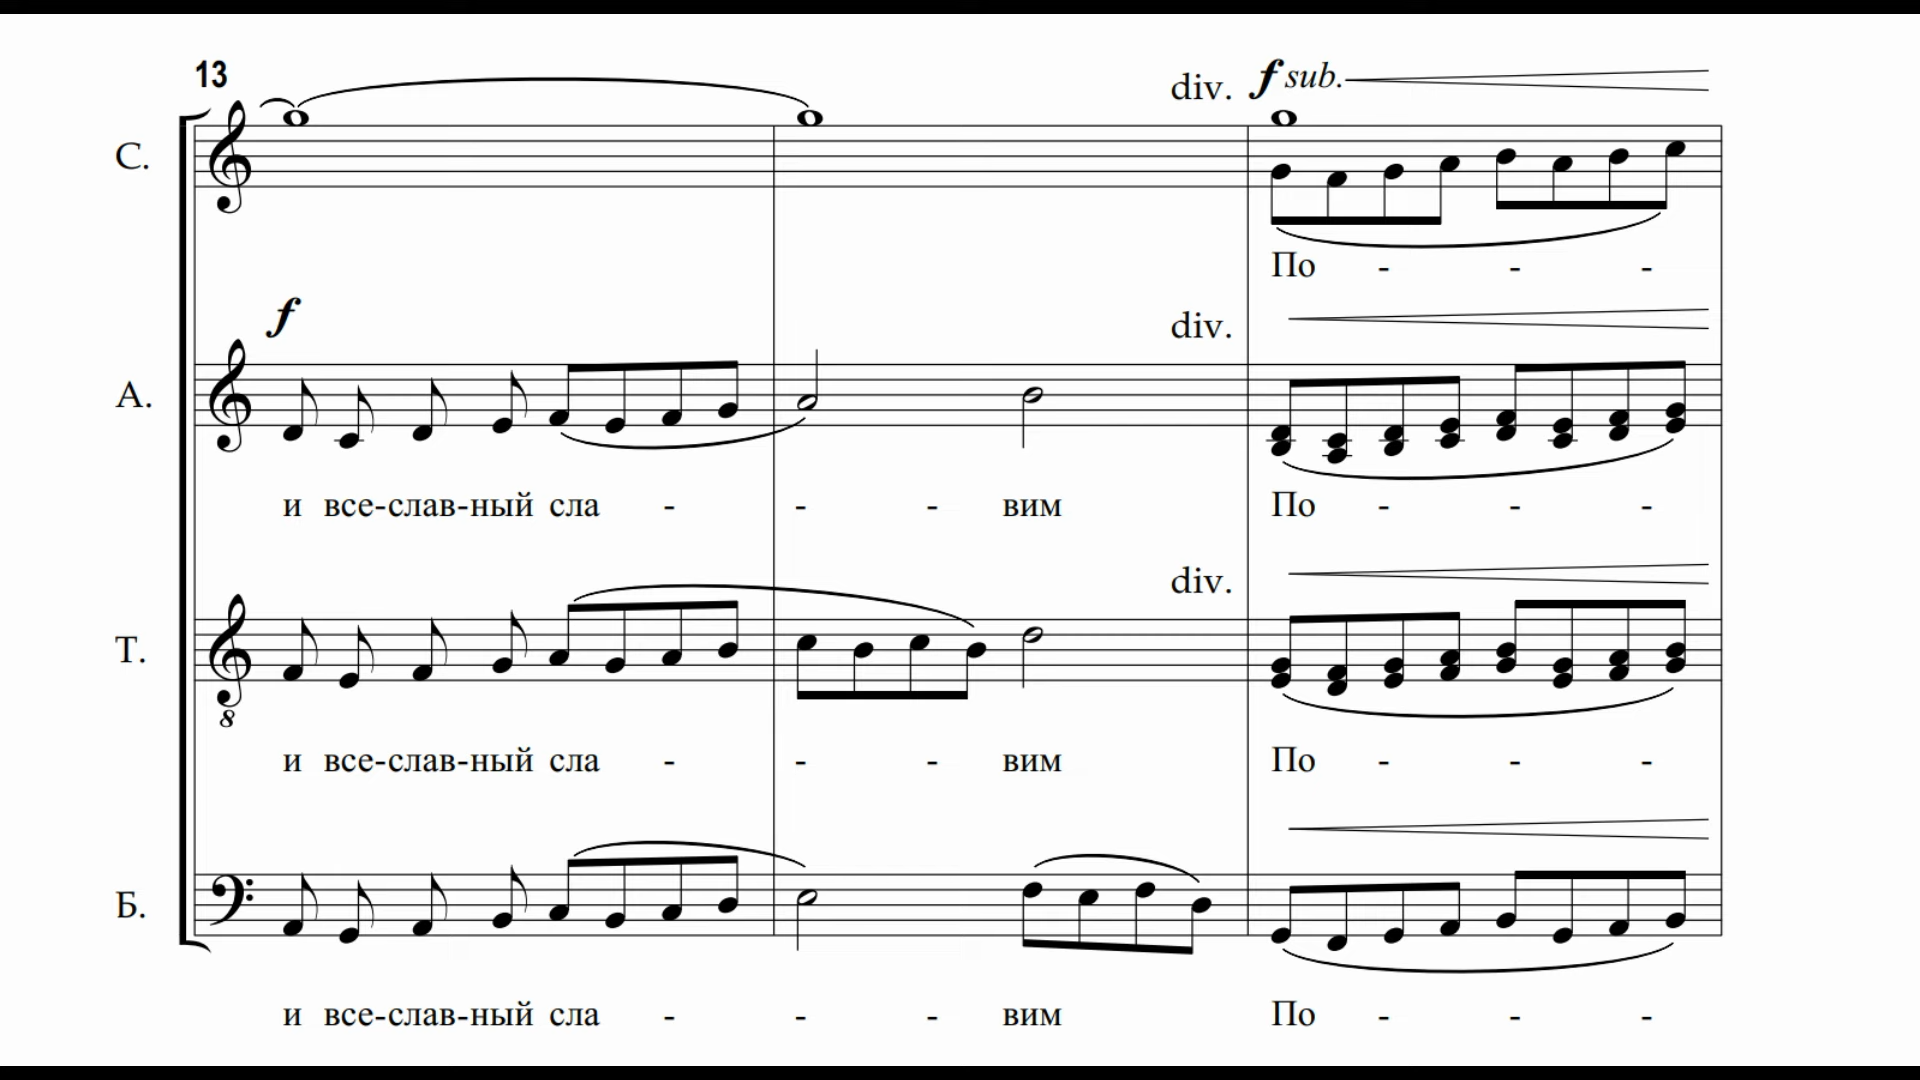 13
div. f sub.
С.
По - - -
f
div.
А.
и все-слав-ный сла - - - вим По - - -
div.
Т.
8
и все-слав-ный сла - - - вим По - - -
Б.
и все-слав-ный сла - - - вим По - - -